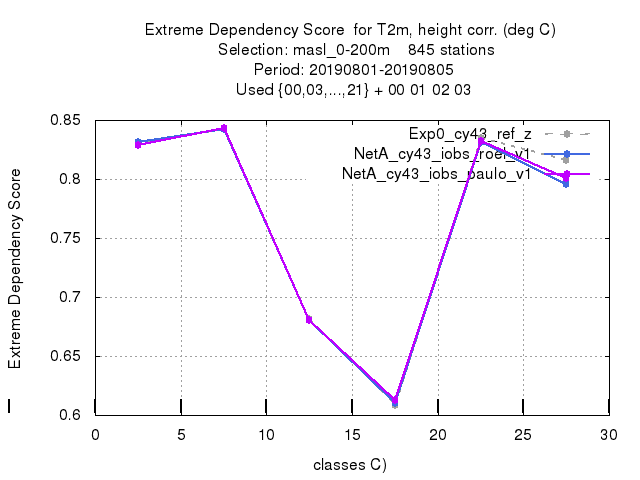 Extreme Dependency Score  for T2m, height corr. (deg C)
Selection: masl_0-200m    845 stations
Period: 20190801-20190805
Used {00,03,...,21} + 00 01 02 03
Exp0_cy43_ref_z
NetA_cy43_iobs_roel_v1
NetA_cy43_iobs_paulo_v1
0.85
0.8
0.75
0.7
0.65
0.6
Extreme Dependency Score
0 5 10 15 20 25 30
classes C)